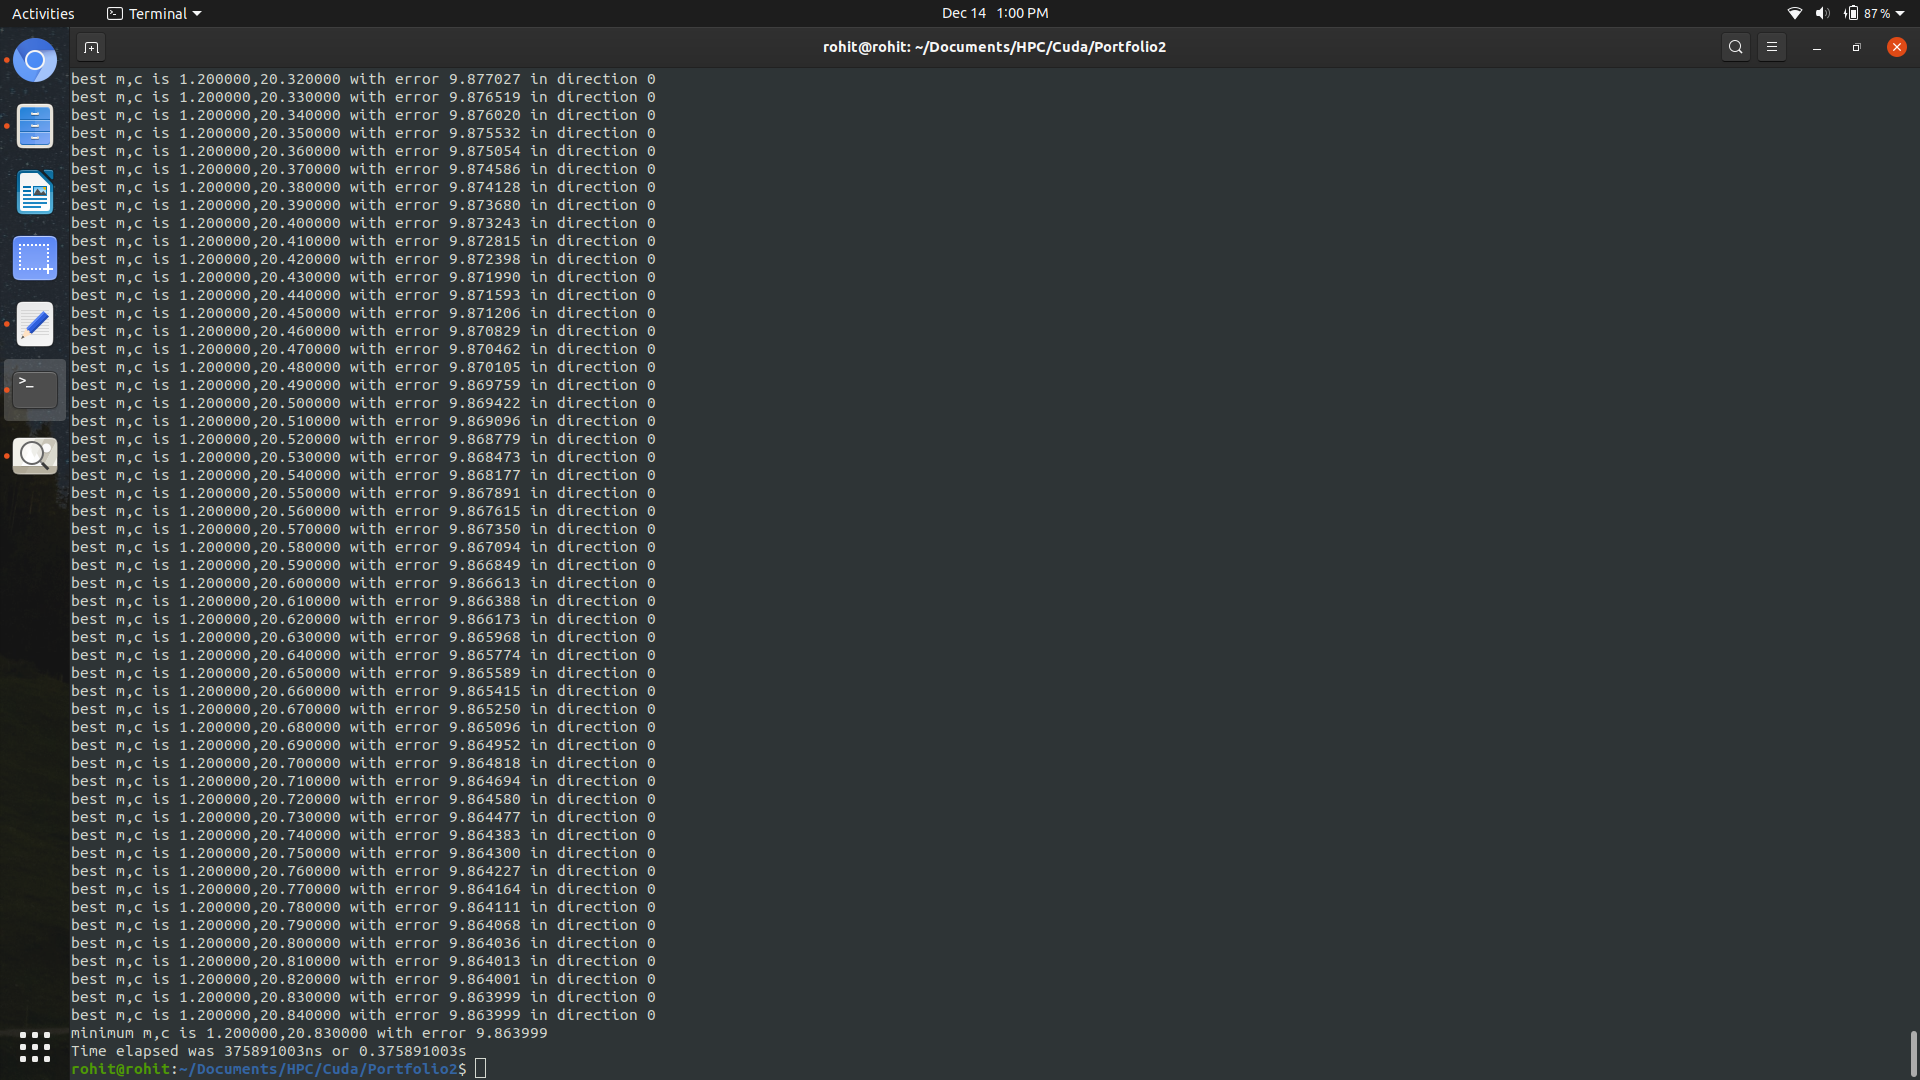 Activities Terminal Dec 14 1:00 PM 87 %
rohit@rohit: ~/Documents/HPC/Cuda/Portfolio2
best m,c is 1.200000,20.320000 with error 9.877027 in direction 0
best m,c is 1.200000,20.330000 with error 9.876519 in direction 0
best m,c is 1.200000,20.340000 with error 9.876020 in direction 0
best m,c is 1.200000,20.350000 with error 9.875532 in direction 0
best m,c is 1.200000,20.360000 with error 9.875054 in direction 0
best m,c is 1.200000,20.370000 with error 9.874586 in direction 0
best m,c is 1.200000,20.380000 with error 9.874128 in direction 0
best m,c is 1.200000,20.390000 with error 9.873680 in direction 0
best m,c is 1.200000,20.400000 with error 9.873243 in direction 0
best m,c is 1.200000,20.410000 with error 9.872815 in direction 0
best m,c is 1.200000,20.420000 with error 9.872398 in direction 0
best m,c is 1.200000,20.430000 with error 9.871990 in direction 0
best m,c is 1.200000,20.440000 with error 9.871593 in direction 0
best m,c is 1.200000,20.450000 with error 9.871206 in direction 0
best m,c is 1.200000,20.460000 with error 9.870829 in direction 0
best m,c is 1.200000,20.470000 with error 9.870462 in direction 0
best m,c is 1.200000,20.480000 with error 9.870105 in direction 0
best m,c is 1.200000,20.490000 with error 9.869759 in direction 0
best m,c is 1.200000,20.500000 with error 9.869422 in direction 0
best m,c is 1.200000,20.510000 with error 9.869096 in direction 0
best m,c is 1.200000,20.520000 with error 9.868779 in direction 0
best m,c is 1.200000,20.530000 with error 9.868473 in direction 0
best m,c is 1.200000,20.540000 with error 9.868177 in direction 0
best m,c is 1.200000,20.550000 with error 9.867891 in direction 0
best m,c is 1.200000,20.560000 with error 9.867615 in direction 0
best m,c is 1.200000,20.570000 with error 9.867350 in direction 0
best m,c is 1.200000,20.580000 with error 9.867094 in direction 0
best m,c is 1.200000,20.590000 with error 9.866849 in direction 0
best m,c is 1.200000,20.600000 with error 9.866613 in direction 0
best m,c is 1.200000,20.610000 with error 9.866388 in direction 0
best m,c is 1.200000,20.620000 with error 9.866173 in direction 0
best m,c is 1.200000,20.630000 with error 9.865968 in direction 0
best m,c is 1.200000,20.640000 with error 9.865774 in direction 0
best m,c is 1.200000,20.650000 with error 9.865589 in direction 0
best m,c is 1.200000,20.660000 with error 9.865415 in direction 0
best m,c is 1.200000,20.670000 with error 9.865250 in direction 0
best m,c is 1.200000,20.680000 with error 9.865096 in direction 0
best m,c is 1.200000,20.690000 with error 9.864952 in direction 0
best m,c is 1.200000,20.700000 with error 9.864818 in direction 0
best m,c is 1.200000,20.710000 with error 9.864694 in direction 0
best m,c is 1.200000,20.720000 with error 9.864580 in direction 0
best m,c is 1.200000,20.730000 with error 9.864477 in direction 0
best m,c is 1.200000,20.740000 with error 9.864383 in direction 0
best m,c is 1.200000,20.750000 with error 9.864300 in direction 0
best m,c is 1.200000,20.760000 with error 9.864227 in direction 0
best m,c is 1.200000,20.770000 with error 9.864164 in direction 0
best m,c is 1.200000,20.780000 with error 9.864111 in direction 0
best m,c is 1.200000,20.790000 with error 9.864068 in direction 0
best m,c is 1.200000,20.800000 with error 9.864036 in direction 0
best m,c is 1.200000,20.810000 with error 9.864013 in direction 0
best m,c is 1.200000,20.820000 with error 9.864001 in direction 0
best m,c is 1.200000,20.830000 with error 9.863999 in direction 0
best m,c is 1.200000,20.840000 with error 9.863999 in direction 0
minimum m,c is 1.200000,20.830000 with error 9.863999
Time elapsed was 375891003ns or 0.375891003s
rohit@rohit:~/Documents/HPC/Cuda/Portfolio2$